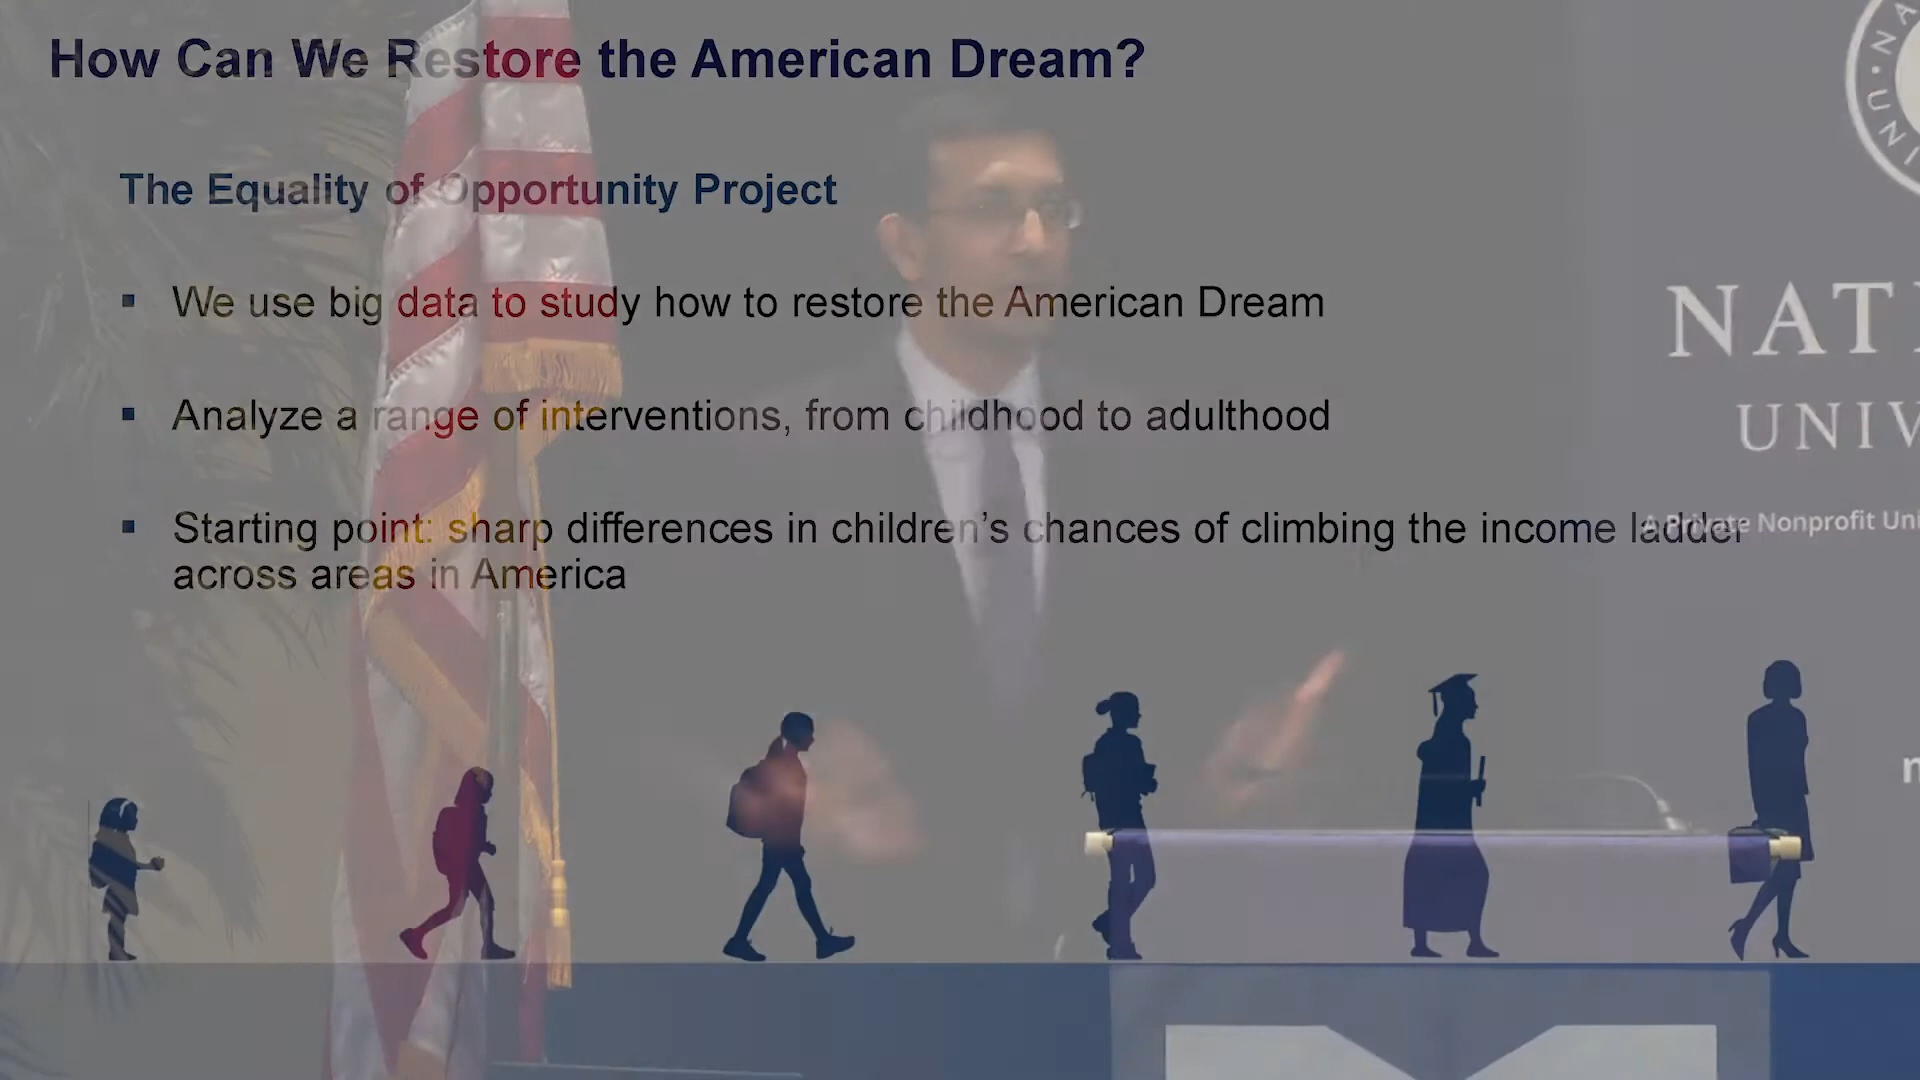 How Can We Restore the American Dream?
The Equality of Opportunity Project
▪ We use big data to study how to restore the American Dream
▪ Analyze a range of interventions, from childhood to adulthood
▪ Starting point: sharp differences in children’s chances of climbing the income ladder
across areas in America
NAT
UNIV
A Private Nonprofit Uni